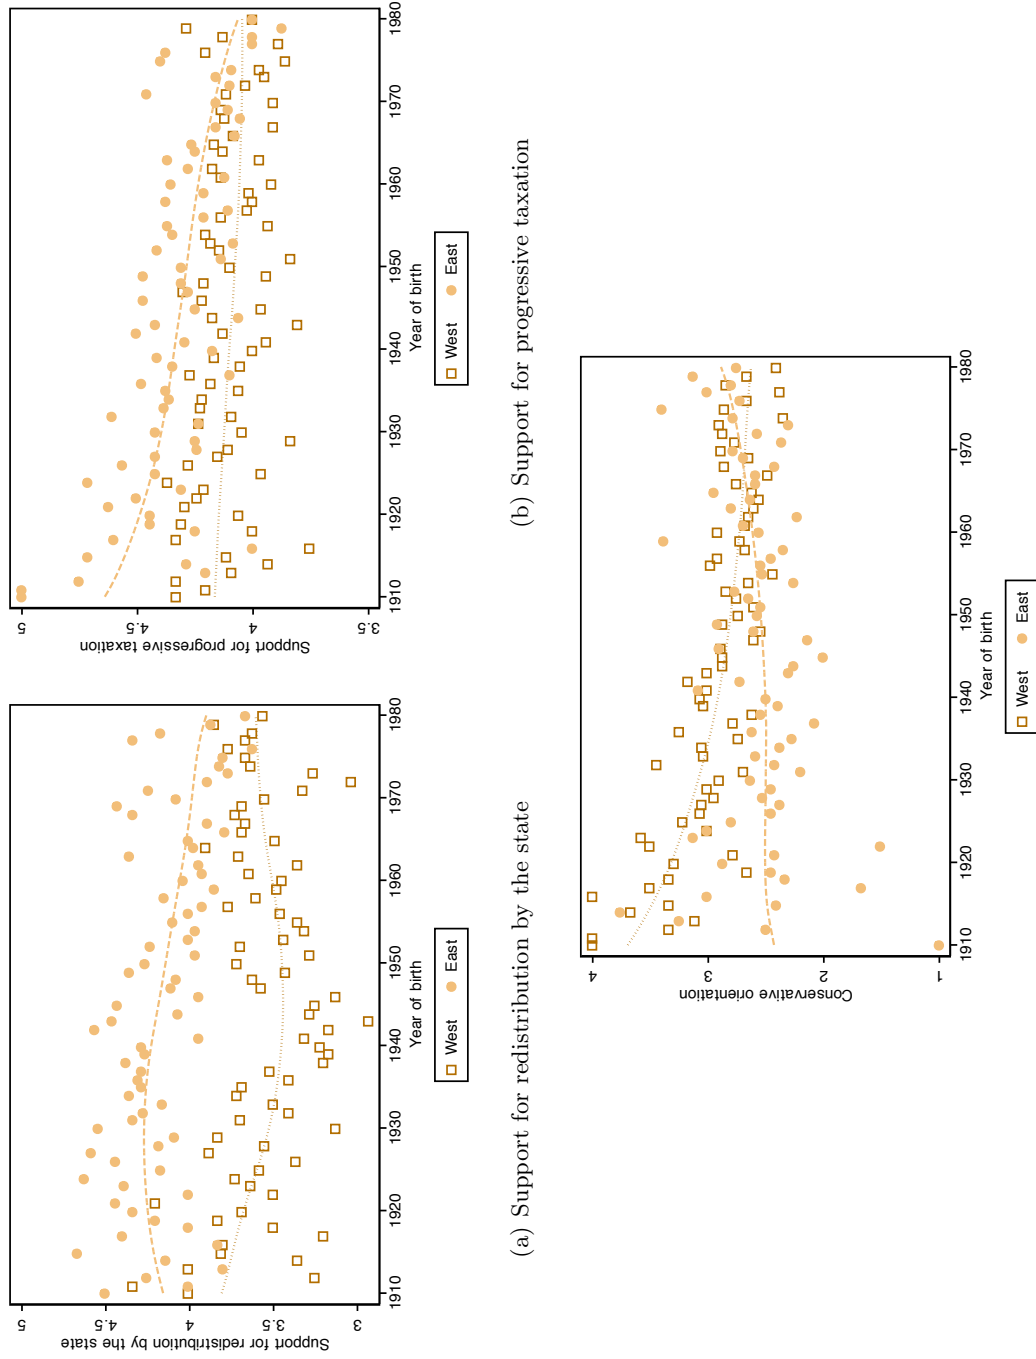 Support for redistribution by the state
5
4.5
4
3.5
3
1910 1920 1930 1940 1950 1960 1970 1980
Year of birth
West East
(a) Support for redistribution by the state
Support for progressive taxation
5
4.5
4
3.5
1910 1920 1930 1940 1950 1960 1970 1980
Year of birth
West East
(b) Support for progressive taxation
Conservative orientation
4
3
2
1
1910 1920 1930 1940 1950 1960 1970 1980
Year of birth
West East